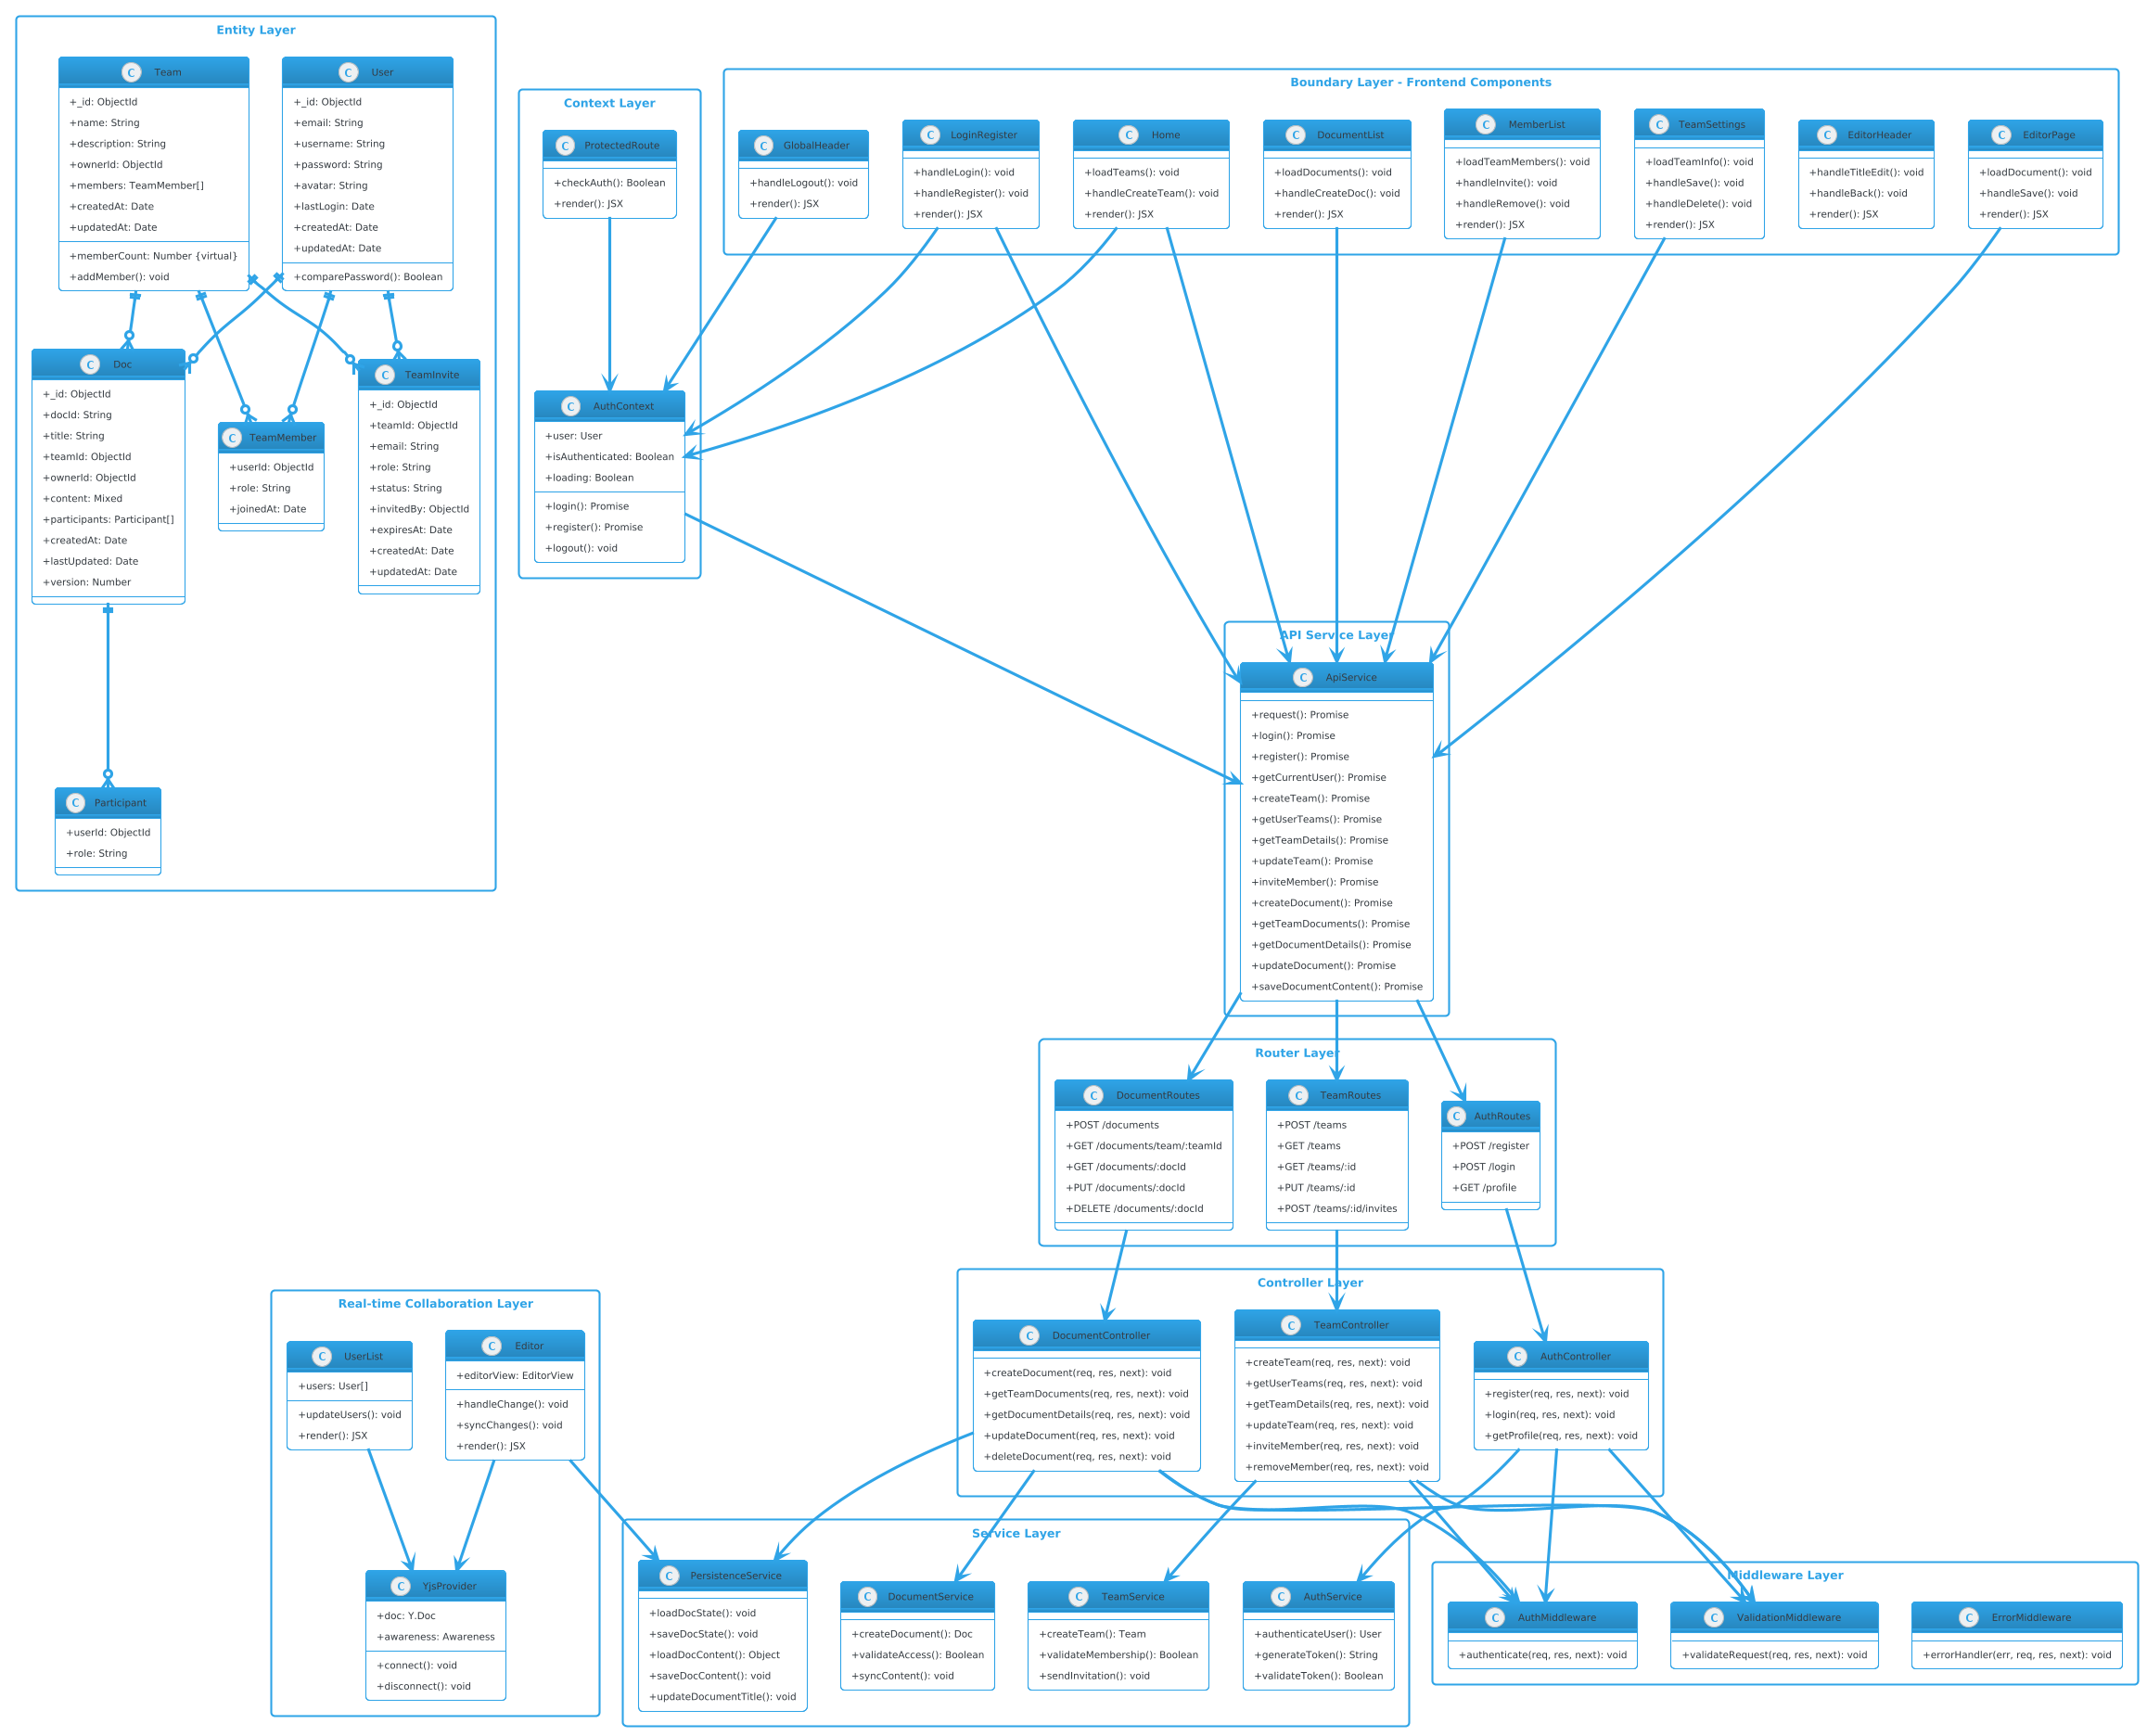 Entity Layer
C Team
+_id: ObjectId
+name: String
+description: String
+ownerId: ObjectId
+members: TeamMember[]
+createdAt: Date
+updatedAt: Date
+memberCount: Number {virtual}
+addMember(): void
C User
+_id: ObjectId
+email: String
+username: String
+password: String
+avatar: String
+lastLogin: Date
+createdAt: Date
+updatedAt: Date
+comparePassword(): Boolean
C Doc
+_id: ObjectId
+docId: String
+title: String
+teamId: ObjectId
+ownerId: ObjectId
+content: Mixed
+participants: Participant[]
+createdAt: Date
+lastUpdated: Date
+version: Number
C TeamMember
+userId: ObjectId
+role: String
+joinedAt: Date
C TeamInvite
+_id: ObjectId
+teamId: ObjectId
+email: String
+role: String
+status: String
+invitedBy: ObjectId
+expiresAt: Date
+createdAt: Date
+updatedAt: Date
C Participant
+userId: ObjectId
+role: String
Context Layer
C ProtectedRoute
+checkAuth(): Boolean
+render(): JSX
C AuthContext
+user: User
+isAuthenticated: Boolean
+loading: Boolean
+login(): Promise
+register(): Promise
+logout(): void
Boundary Layer - Frontend Components
C GlobalHeader
+handleLogout(): void
+render(): JSX
C LoginRegister
+handleLogin(): void
+handleRegister(): void
+render(): JSX
C Home
+loadTeams(): void
+handleCreateTeam(): void
+render(): JSX
C DocumentList
+loadDocuments(): void
+handleCreateDoc(): void
+render(): JSX
C MemberList
+loadTeamMembers(): void
+handleInvite(): void
+handleRemove(): void
+render(): JSX
C TeamSettings
+loadTeamInfo(): void
+handleSave(): void
+handleDelete(): void
+render(): JSX
C EditorHeader
+handleTitleEdit(): void
+handleBack(): void
+render(): JSX
C EditorPage
+loadDocument(): void
+handleSave(): void
+render(): JSX
API Service Layer
C ApiService
+request(): Promise
+login(): Promise
+register(): Promise
+getCurrentUser(): Promise
+createTeam(): Promise
+getUserTeams(): Promise
+getTeamDetails(): Promise
+updateTeam(): Promise
+inviteMember(): Promise
+createDocument(): Promise
+getTeamDocuments(): Promise
+getDocumentDetails(): Promise
+updateDocument(): Promise
+saveDocumentContent(): Promise
Router Layer
C DocumentRoutes
+POST /documents
+GET /documents/team/:teamId
+GET /documents/:docId
+PUT /documents/:docId
+DELETE /documents/:docId
C TeamRoutes
+POST /teams
+GET /teams
+GET /teams/:id
+PUT /teams/:id
+POST /teams/:id/invites
C AuthRoutes
+POST /register
+POST /login
+GET /profile
Controller Layer
C DocumentController
+createDocument(req, res, next): void
+getTeamDocuments(req, res, next): void
+getDocumentDetails(req, res, next): void
+updateDocument(req, res, next): void
+deleteDocument(req, res, next): void
C TeamController
+createTeam(req, res, next): void
+getUserTeams(req, res, next): void
+getTeamDetails(req, res, next): void
+updateTeam(req, res, next): void
+inviteMember(req, res, next): void
+removeMember(req, res, next): void
C AuthController
+register(req, res, next): void
+login(req, res, next): void
+getProfile(req, res, next): void
Real-time Collaboration Layer
C UserList
+users: User[]
+updateUsers(): void
+render(): JSX
C Editor
+editorView: EditorView
+handleChange(): void
+syncChanges(): void
+render(): JSX
C YjsProvider
+doc: Y.Doc
+awareness: Awareness
+connect(): void
+disconnect(): void
Service Layer
C PersistenceService
+loadDocState(): void
+saveDocState(): void
+loadDocContent(): Object
+saveDocContent(): void
+updateDocumentTitle(): void
C DocumentService
+createDocument(): Doc
+validateAccess(): Boolean
+syncContent(): void
C TeamService
+createTeam(): Team
+validateMembership(): Boolean
+sendInvitation(): void
C AuthService
+authenticateUser(): User
+generateToken(): String
+validateToken(): Boolean
Middleware Layer
C AuthMiddleware
+authenticate(req, res, next): void
C ValidationMiddleware
+validateRequest(req, res, next): void
C ErrorMiddleware
+errorHandler(err, req, res, next): void